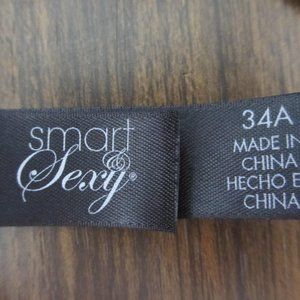 smart
& Sexy®
34A
MADE IN
CHINA
HECHO E
CHINA